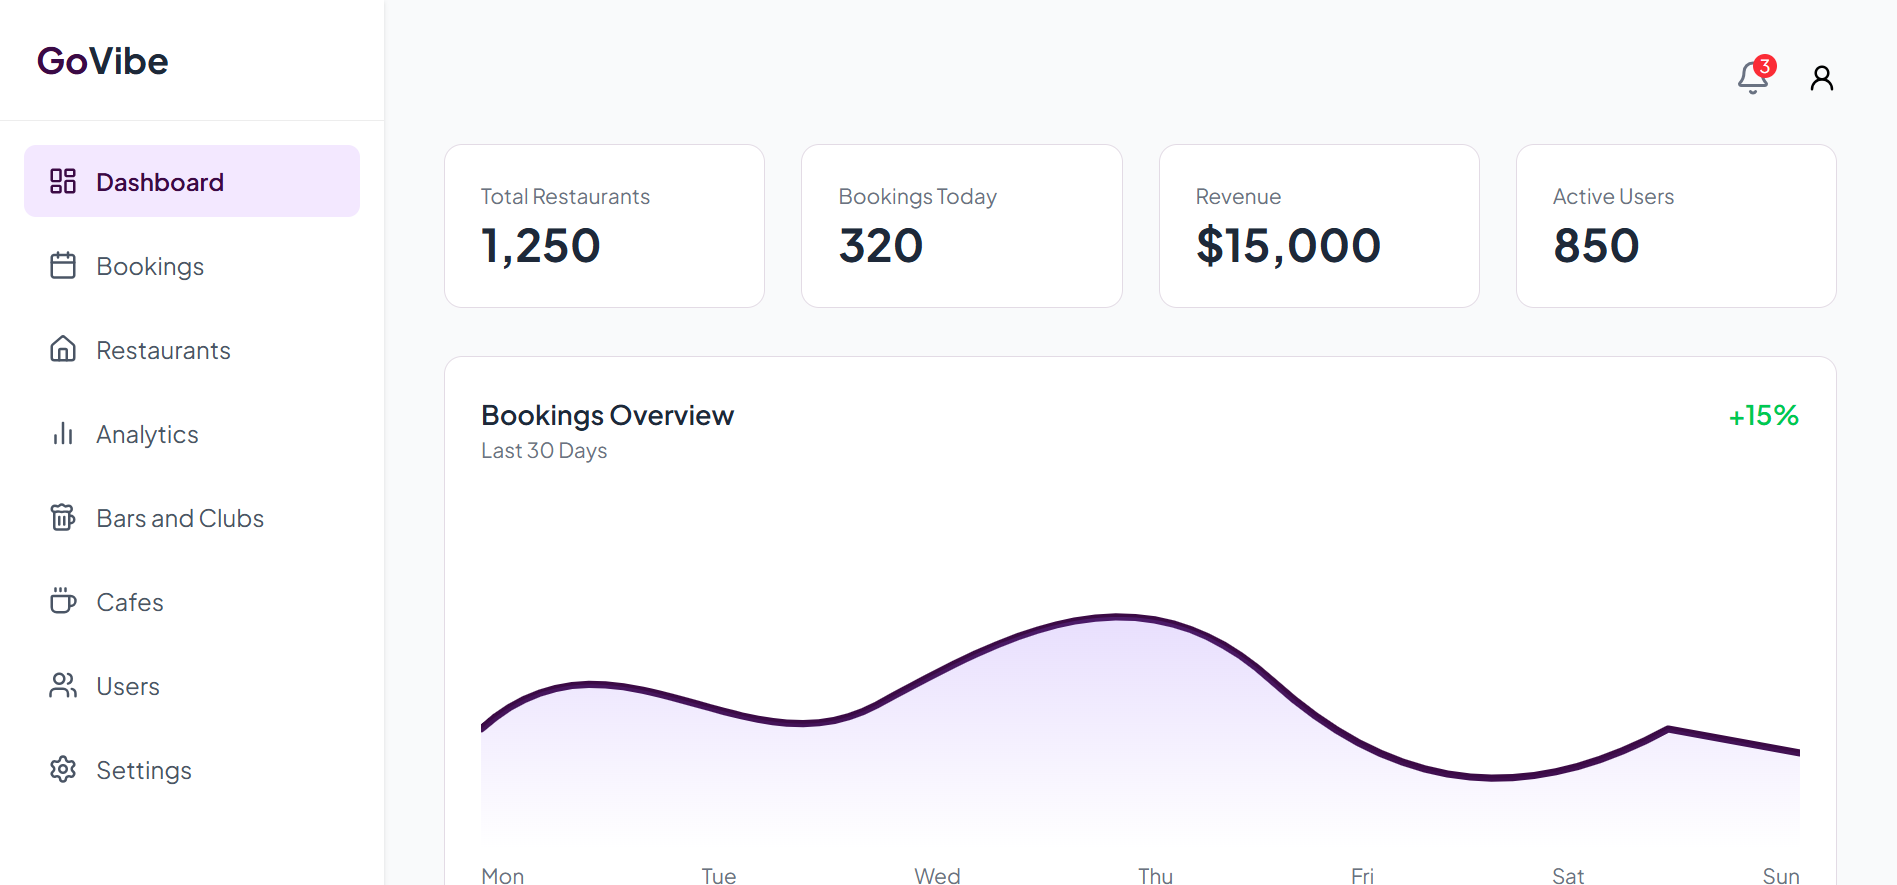 GoVibe
3
Dashboard
Bookings
Restaurants
Analytics
Bars and Clubs
Cafes
Users
Settings
Total Restaurants
1,250
Bookings Today
320
Revenue
$15,000
Active Users
850
Bookings Overview
+15%
Last 30 Days
Mon Tue Wed Thu Fri Sat Sun